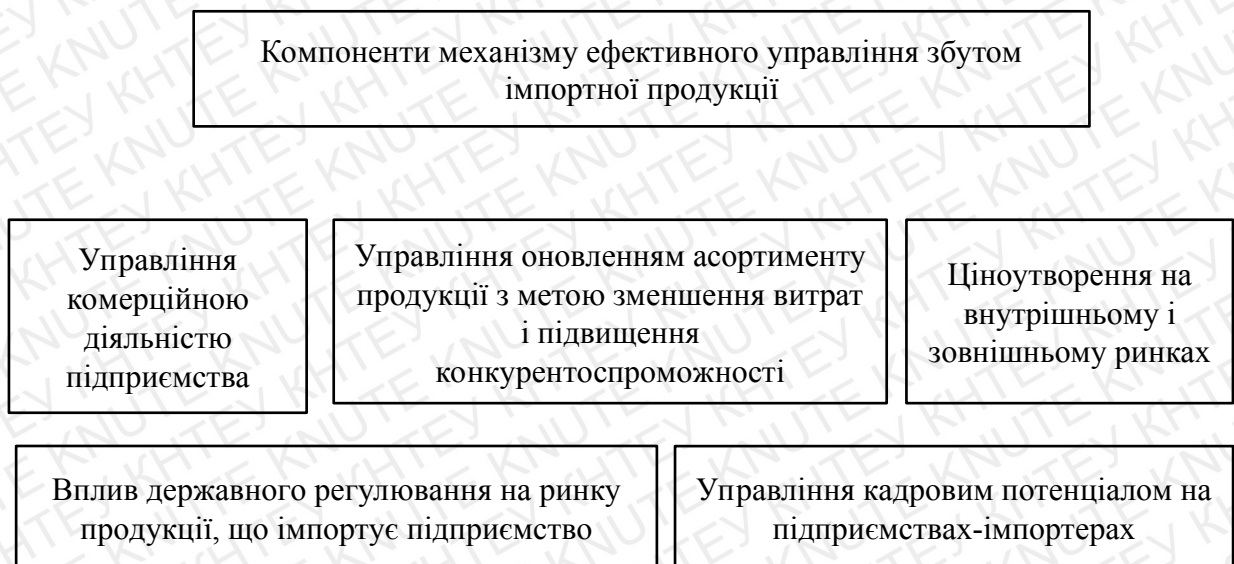 Компоненти механізму ефективного управління збутом
імпортної продукції
Управління
комерційною
діяльністю
підприємства
Управління оновленням асортименту
продукції з метою зменшення витрат
і підвищення
конкурентоспроможності
Ціноутворення на
внутрішньому і
зовнішньому ринках
Вплив державного регулювання на ринку
продукції, що імпортує підприємство
Управління кадровим потенціалом на
підприємствах-імпортерах